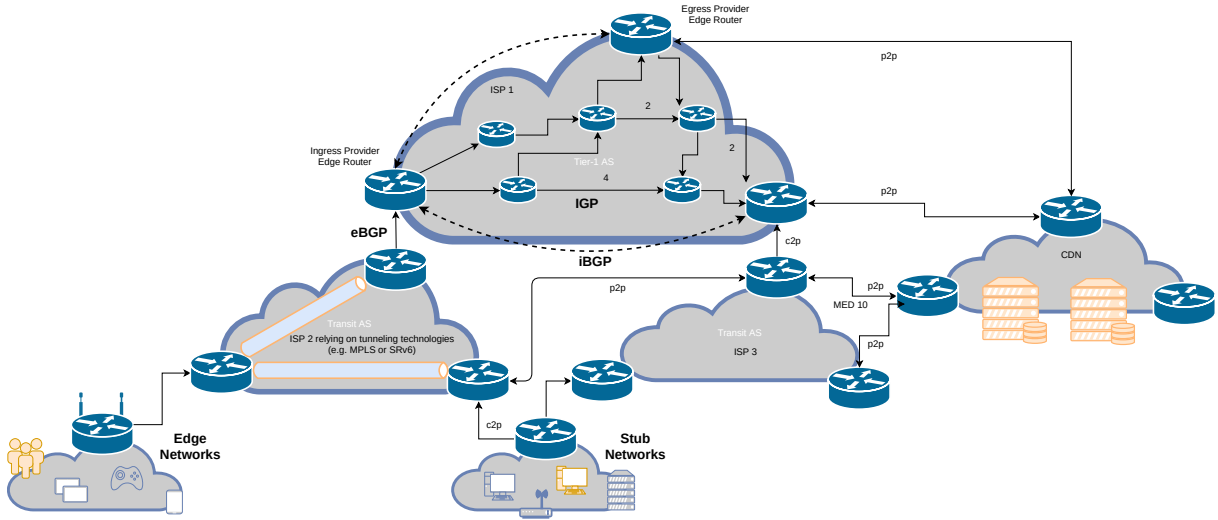 Egress Provider
Edge Router
p2p
ISP 1
2
Ingress Provider
Edge Router
Tier-1 AS
2
4
IGP
p2p
eBGP
iBGP
c2p
CDN
p2p
p2p
MED 10
Transit AS
ISP 2 relying on tunneling technologies
(e.g. MPLS or SRv6)
Transit AS
ISP 3
p2p
c2p
Edge
Networks
Stub
Networks